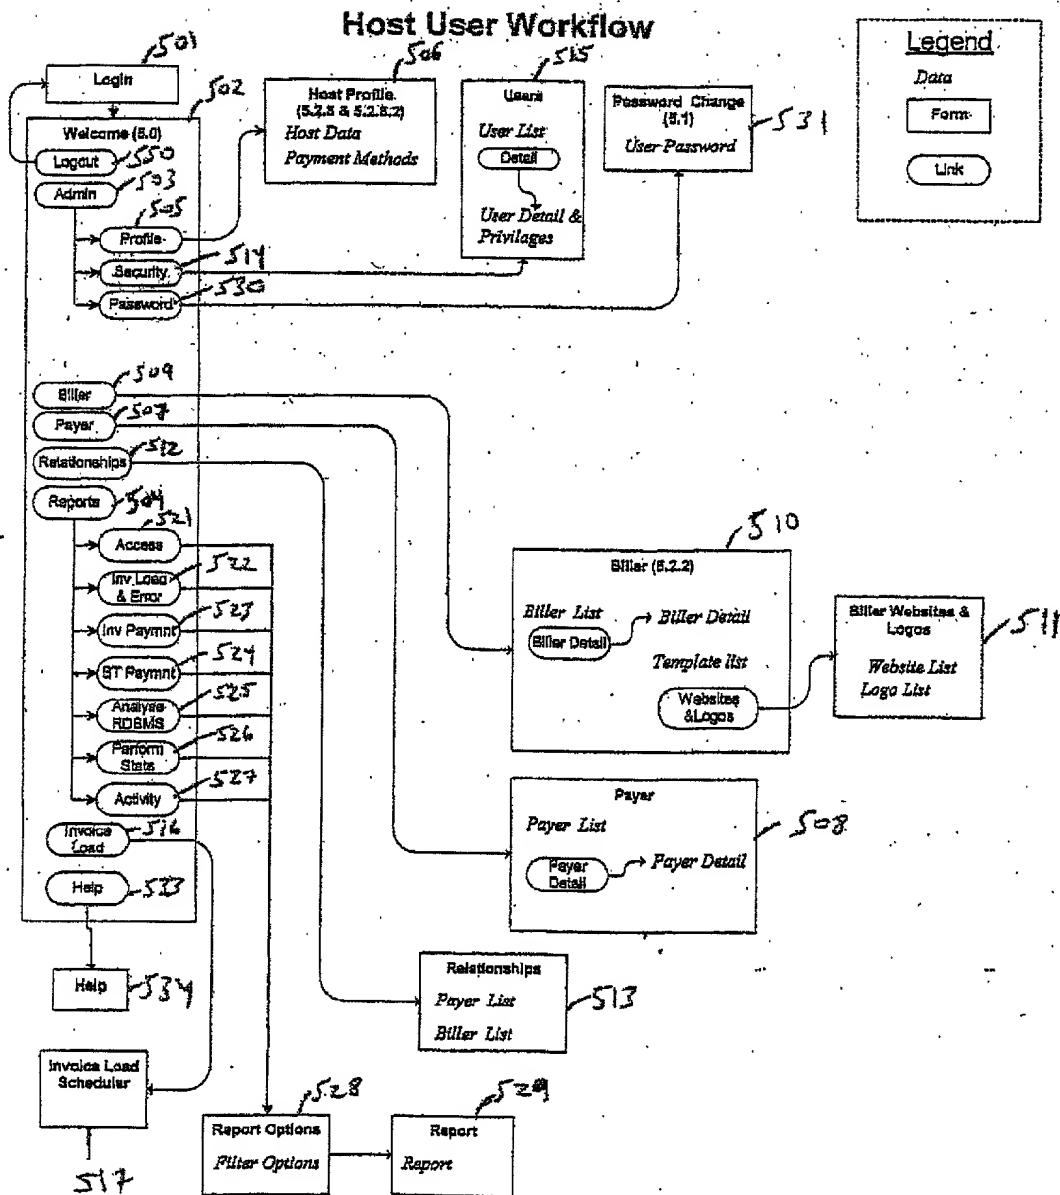 Host User Workflow
Legend
Data
Form
Link
501
Login
502
Welcome (5.0)
Logout
550
Admin
503
505
Profile
Security
514
Password
530
506
Host Profile
(5.2.5 & 5.2.5.2)
Host Data
Payment Methods
515
Users
User List
Detail
User Detail &
Privilages
Password Change
(5.1)
User Password
531
509
Biller
Payer
507
Relationships
512
Reports
504
521
Access
Inv Load
& Error
522
Inv Paymnt
523
BT Paymnt
524
Analyse
RDBMS
525
Perform
Stats
526
Activity
527
Invoice
Load
516
Help
533
Help
534
Invoice Load
Scheduler
517
510
Biller (5.2.2)
Biller List
Biller Detail
Biller Detail
Template list
Websites
&Logos
Biller Websites &
Logos
Website List
Logo List
511
Payer
Payer List
Payer
Detail
Payer Detail
508
Relationships
Payer List
Biller List
513
528
Report Options
Filter Options
529
Report
Report